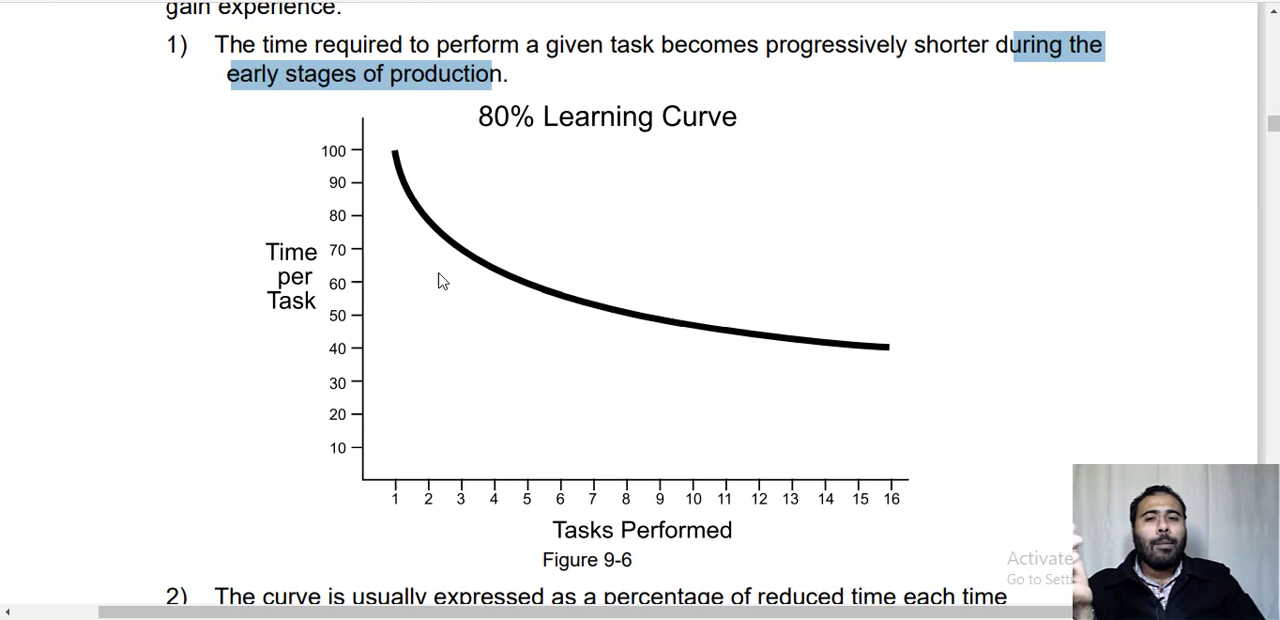 gain experience.
1) The time required to perform a given task becomes progressively shorter during the
early stages of production.
80% Learning Curve
100
90
80
70
60
50
40
30
20
10
Time
per
Task
1 2 3 4 5 6 7 8 9 10 11 12 13 14 15 16
Tasks Performed
Figure 9-6
Activate
Go to Sett
2) The curve is usually expressed as a percentage of reduced time each time